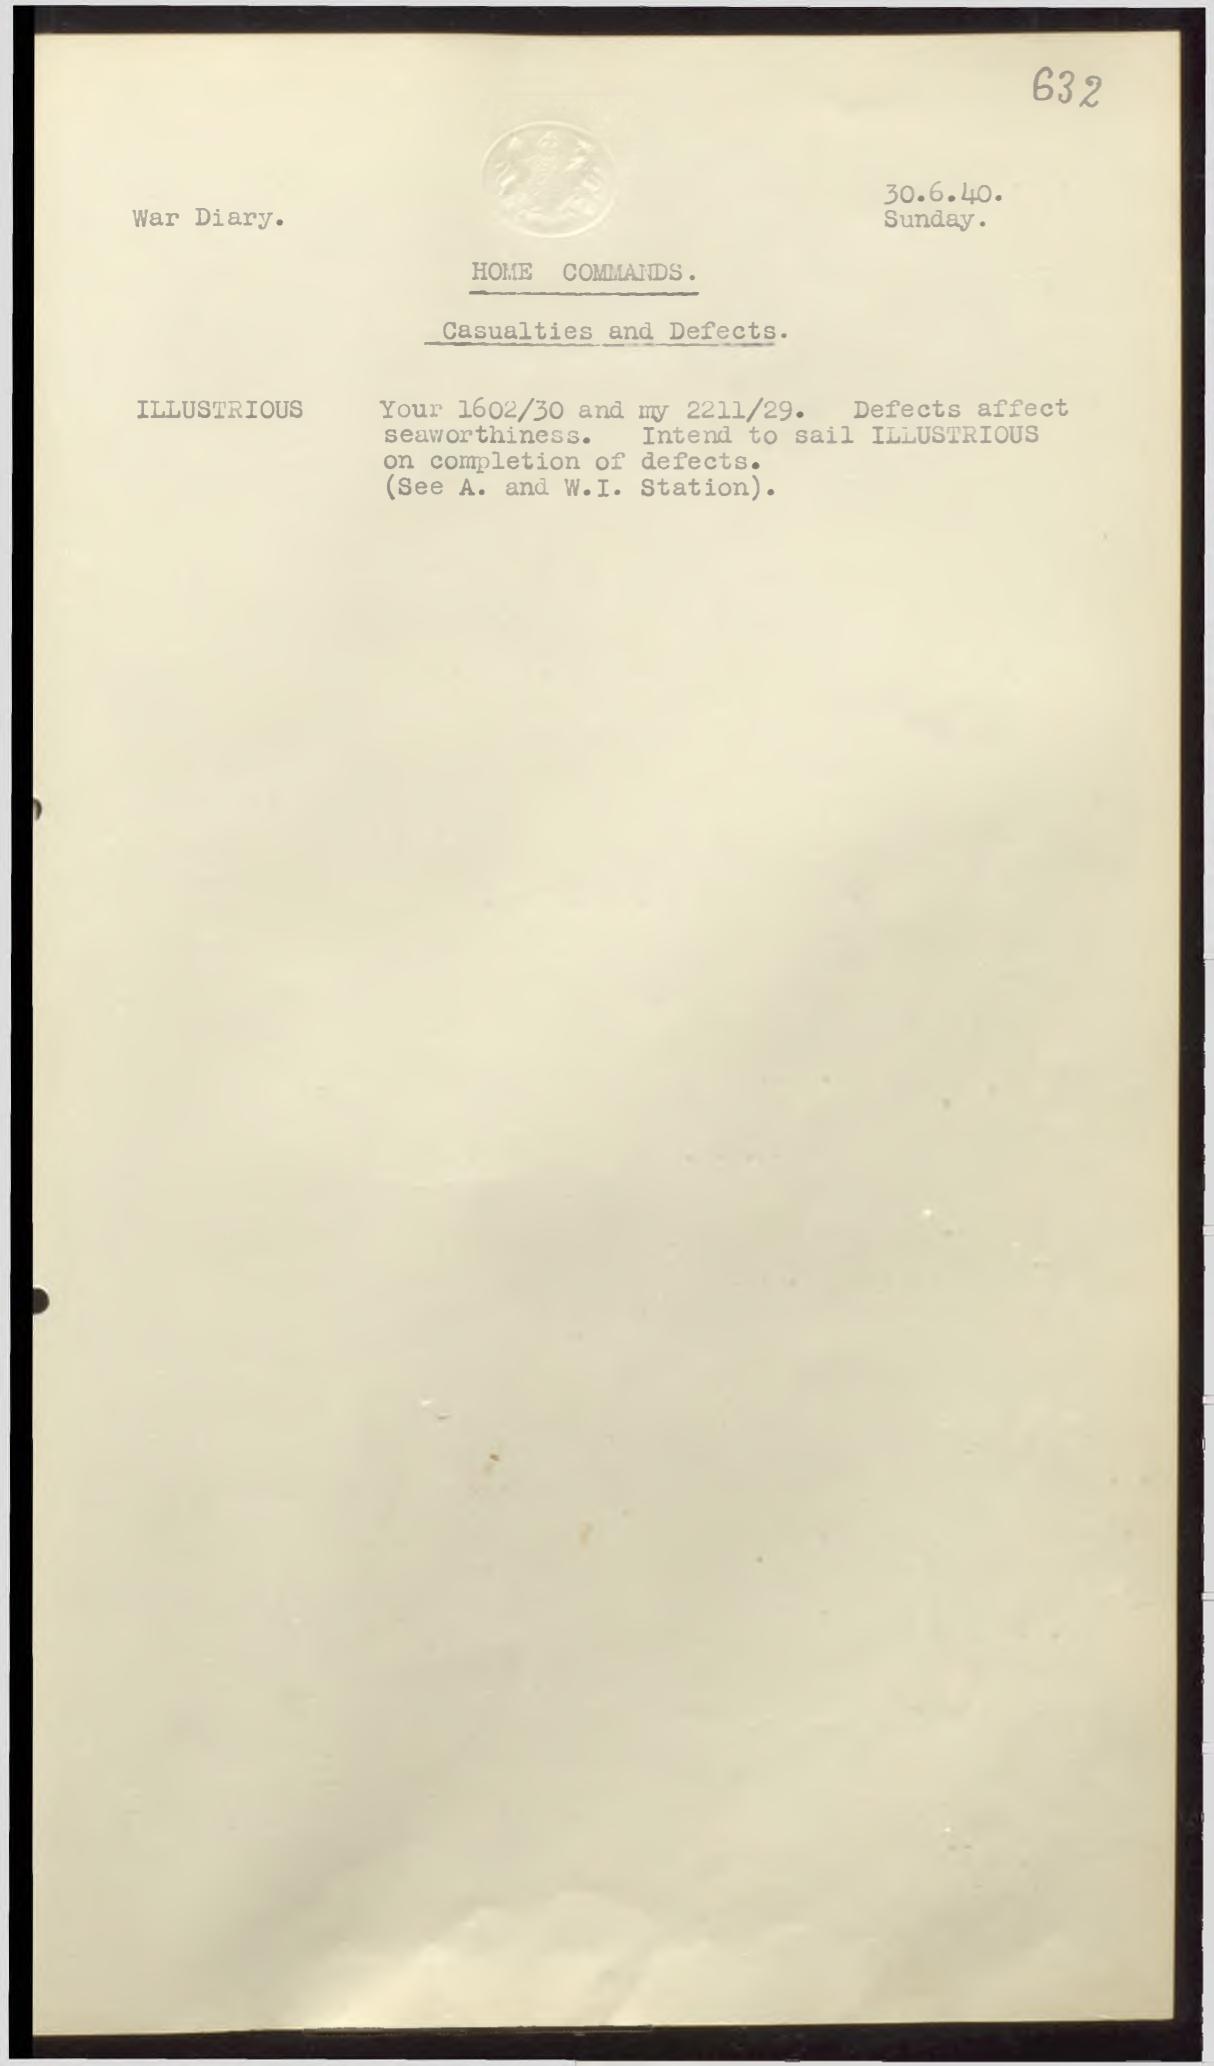 632
30.6.40.
War Diary.
Sunday.
HOME COMMANDS.
Casualties and Defects.
ILLUSTRIOUS Your 1602/30 and my 2211/29. Defects affect
seaworthiness. Intend to sail ILLUSTRIOUS
on completion of defects.
(See A. and W.I. Station).